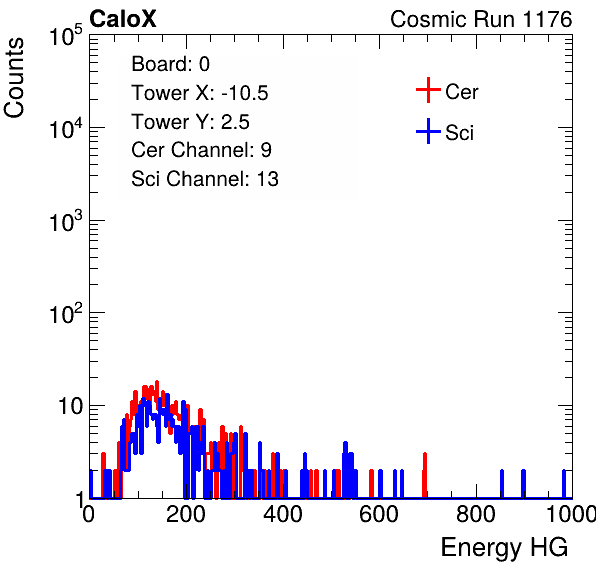 CaloX Cosmic Run 1176
Counts
10^5
10^4
10^3
10^2
10
1
Board: 0
Tower X: -10.5
Tower Y: 2.5
Cer Channel: 9
Sci Channel: 13
Cer
Sci
0 200 400 600 800 1000
Energy HG